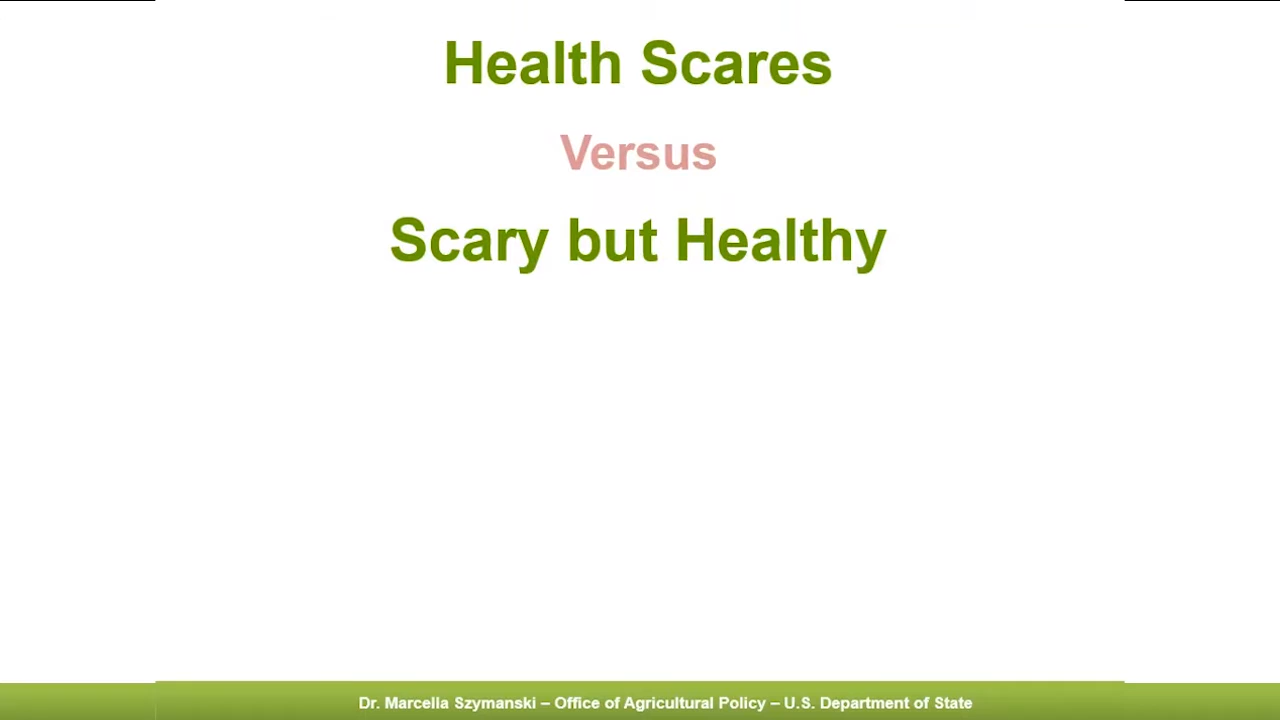 Health Scares
Versus
Scary but Healthy
Dr. Marcella Szymanski – Office of Agricultural Policy – U.S. Department of State